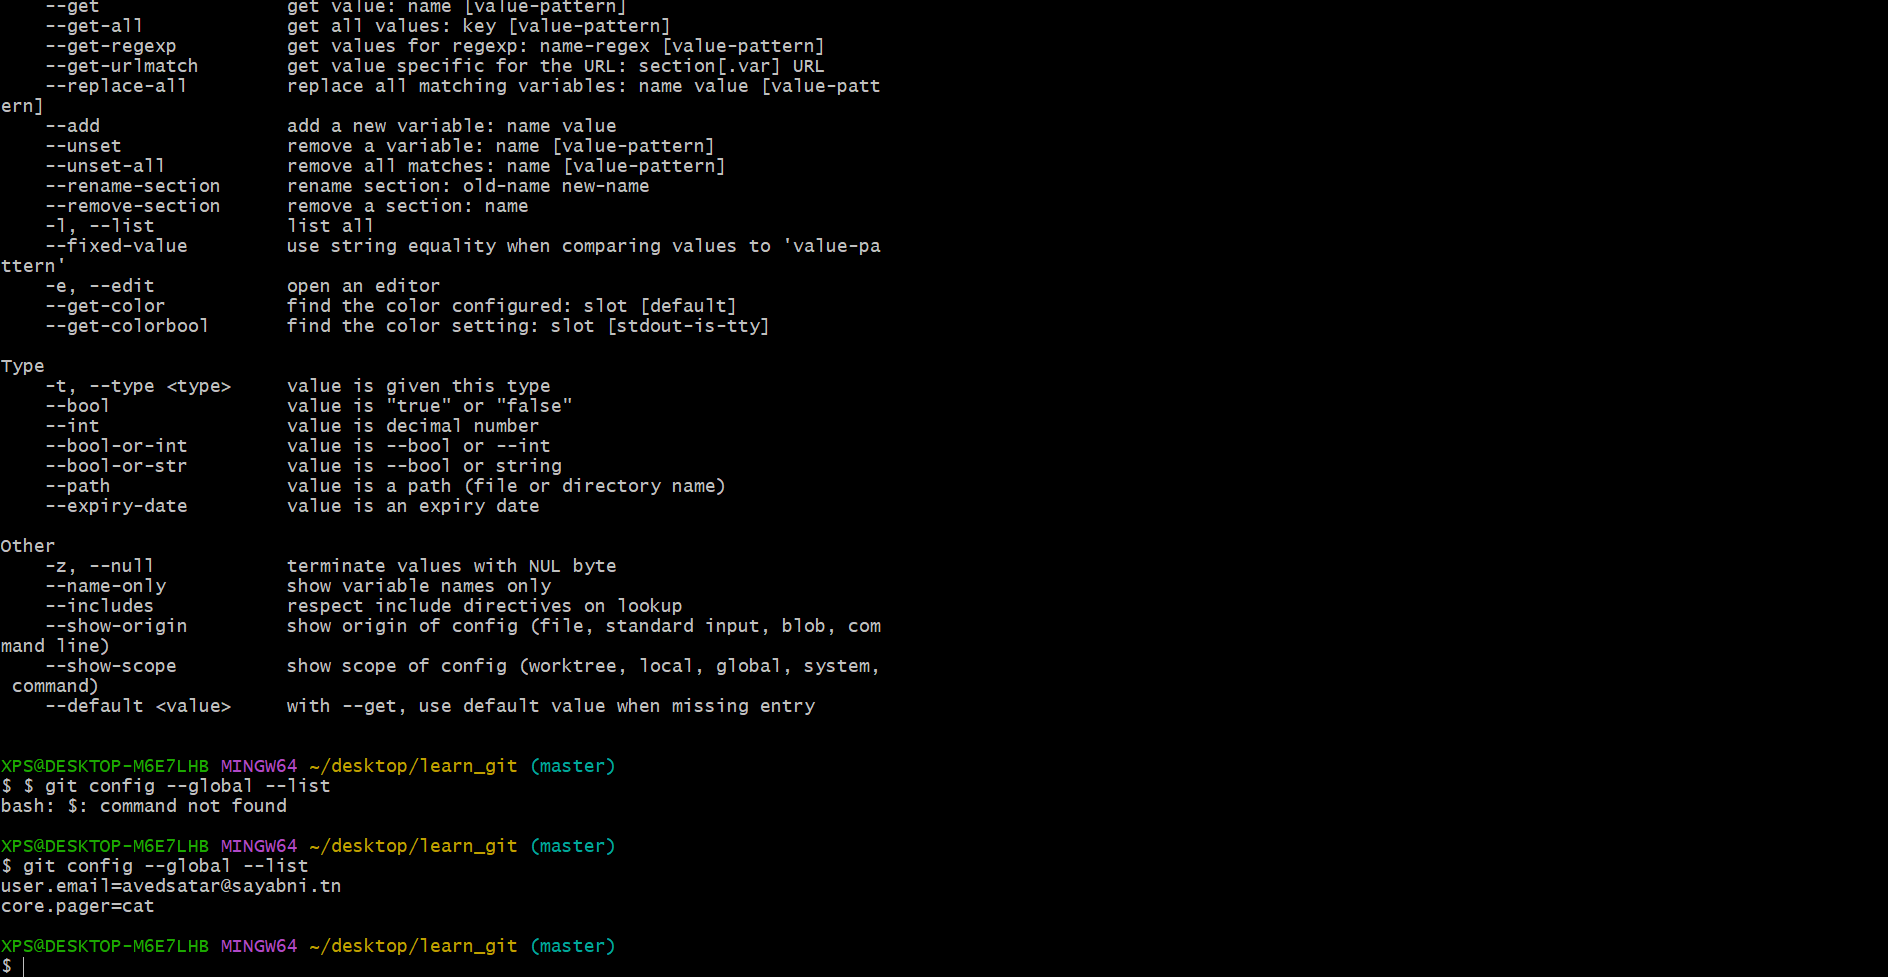 --get                 get value: name [value-pattern]
    --get-all             get all values: key [value-pattern]
    --get-regexp          get values for regexp: name-regex [value-pattern]
    --get-urlmatch        get value specific for the URL: section[.var] URL
    --replace-all         replace all matching variables: name value [value-patt
ern]
    --add                 add a new variable: name value
    --unset               remove a variable: name [value-pattern]
    --unset-all           remove all matches: name [value-pattern]
    --rename-section      rename section: old-name new-name
    --remove-section      remove a section: name
    -l, --list            list all
    --fixed-value         use string equality when comparing values to 'value-pa
ttern'
    -e, --edit            open an editor
    --get-color           find the color configured: slot [default]
    --get-colorbool       find the color setting: slot [stdout-is-tty]

Type
    -t, --type <type>     value is given this type
    --bool                value is "true" or "false"
    --int                 value is decimal number
    --bool-or-int         value is --bool or --int
    --bool-or-str         value is --bool or string
    --path                value is a path (file or directory name)
    --expiry-date         value is an expiry date

Other
    -z, --null            terminate values with NUL byte
    --name-only           show variable names only
    --includes            respect include directives on lookup
    --show-origin         show origin of config (file, standard input, blob, com
mand line)
    --show-scope          show scope of config (worktree, local, global, system,
 command)
    --default <value>     with --get, use default value when missing entry


XPS@DESKTOP-M6E7LHB MINGW64 ~/desktop/learn_git (master)
$ $ git config --global --list
bash: $: command not found

XPS@DESKTOP-M6E7LHB MINGW64 ~/desktop/learn_git (master)
$ git config --global --list
user.email=avedsatar@sayabni.tn
core.pager=cat

XPS@DESKTOP-M6E7LHB MINGW64 ~/desktop/learn_git (master)
$